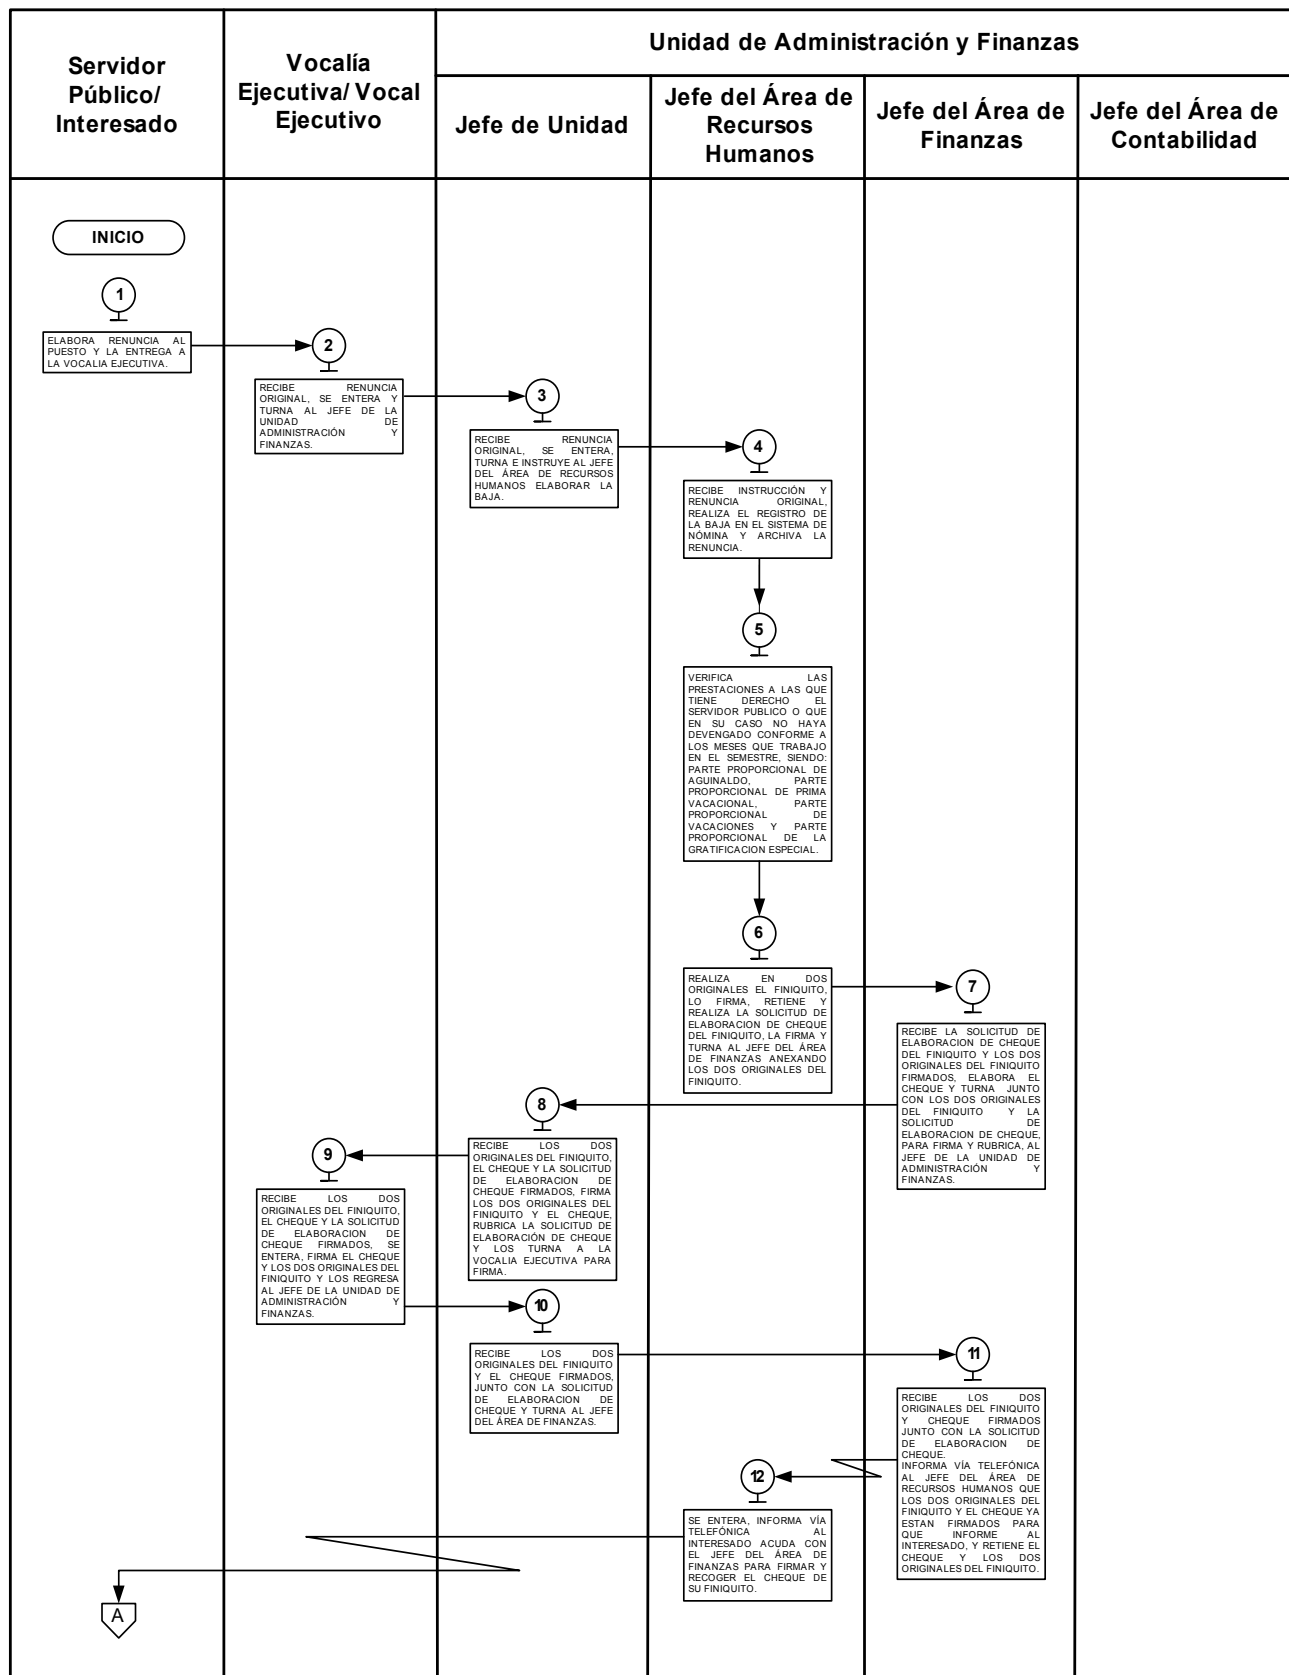 Unidad de Administración y Finanzas
Servidor
Público/
Interesado
Vocalía
Ejecutiva/ Vocal
Ejecutivo
Jefe de Unidad
Jefe del Área de
Recursos
Humanos
Jefe del Área de
Finanzas
Jefe del Área de
Contabilidad
INICIO
1
ELABORA RENUNCIA AL
PUESTO Y LA ENTREGA A
LA VOCALIA EJECUTIVA.
2
RECIBE RENUNCIA
ORIGINAL, SE ENTERA Y
TURNA AL JEFE DE LA
UNIDAD DE
ADMINISTRACIÓN Y
FINANZAS.
3
RECIBE RENUNCIA
ORIGINAL, SE ENTERA,
TURNA E INSTRUYE AL JEFE
DEL ÁREA DE RECURSOS
HUMANOS ELABORAR LA
BAJA.
4
RECIBE INSTRUCCIÓN Y
RENUNCIA ORIGINAL,
REALIZA EL REGISTRO DE
LA BAJA EN EL SISTEMA DE
NÓMINA Y ARCHIVA LA
RENUNCIA.
5
VERIFICA LAS
PRESTACIONES A LAS QUE
TIENE DERECHO EL
SERVIDOR PUBLICO O QUE
EN SU CASO NO HAYA
DEVENGADO CONFORME A
LOS MESES QUE TRABAJO
EN EL SEMESTRE, SIENDO:
PARTE PROPORCIONAL DE
AGUINALDO, PARTE
PROPORCIONAL DE PRIMA
VACACIONAL, PARTE
PROPORCIONAL DE
VACACIONES Y PARTE
PROPORCIONAL DE LA
GRATIFICACION ESPECIAL.
6
REALIZA EN DOS
ORIGINALES EL FINIQUITO,
LO FIRMA, RETIENE Y
REALIZA LA SOLICITUD DE
ELABORACION DE CHEQUE
DEL FINIQUITO, LA FIRMA Y
TURNA AL JEFE DEL ÁREA
DE FINANZAS ANEXANDO
LOS DOS ORIGINALES DEL
FINIQUITO.
7
RECIBE LA SOLICITUD DE
ELABORACION DE CHEQUE
DEL FINIQUITO Y LOS DOS
ORIGINALES DEL FINIQUITO
FIRMADOS, ELABORA EL
CHEQUE Y TURNA JUNTO
CON LOS DOS ORIGINALES
DEL FINIQUITO Y LA
SOLICITUD DE
ELABORACION DE CHEQUE,
PARA FIRMA Y RUBRICA, AL
JEFE DE LA UNIDAD DE
ADMINISTRACIÓN Y
FINANZAS.
8
RECIBE LOS DOS
ORIGINALES DEL FINIQUITO,
EL CHEQUE Y LA SOLICITUD
DE ELABORACION DE
CHEQUE FIRMADOS, FIRMA
LOS DOS ORIGINALES DEL
FINIQUITO Y EL CHEQUE,
RUBRICA LA SOLICITUD DE
ELABORACIÓN DE CHEQUE
Y LOS TURNA A LA
VOCALIA EJECUTIVA PARA
FIRMA.
9
RECIBE LOS DOS
ORIGINALES DEL FINIQUITO,
EL CHEQUE Y LA SOLICITUD
DE ELABORACION DE
CHEQUE FIRMADOS, SE
ENTERA, FIRMA EL CHEQUE
Y LOS DOS ORIGINALES DEL
FINIQUITO Y LOS REGRESA
AL JEFE DE LA UNIDAD DE
ADMINISTRACIÓN Y
FINANZAS.
10
RECIBE LOS DOS
ORIGINALES DEL FINIQUITO
Y EL CHEQUE FIRMADOS,
JUNTO CON LA SOLICITUD
DE ELABORACION DE
CHEQUE Y TURNA AL JEFE
DEL ÁREA DE FINANZAS.
11
RECIBE LOS DOS
ORIGINALES DEL FINIQUITO
Y CHEQUE FIRMADOS
JUNTO CON LA SOLICITUD
DE ELABORACION DE
CHEQUE.
INFORMA VÍA TELEFÓNICA
AL JEFE DEL ÁREA DE
RECURSOS HUMANOS QUE
LOS DOS ORIGINALES DEL
FINIQUITO Y EL CHEQUE YA
ESTAN FIRMADOS PARA
QUE INFORME AL
INTERESADO, Y RETIENE EL
CHEQUE Y LOS DOS
ORIGINALES DEL FINIQUITO.
12
SE ENTERA, INFORMA VÍA
TELEFÓNICA AL
INTERESADO ACUDA CON
EL JEFE DEL ÁREA DE
FINANZAS PARA FIRMAR Y
RECOGER EL CHEQUE DE
SU FINIQUITO.
A